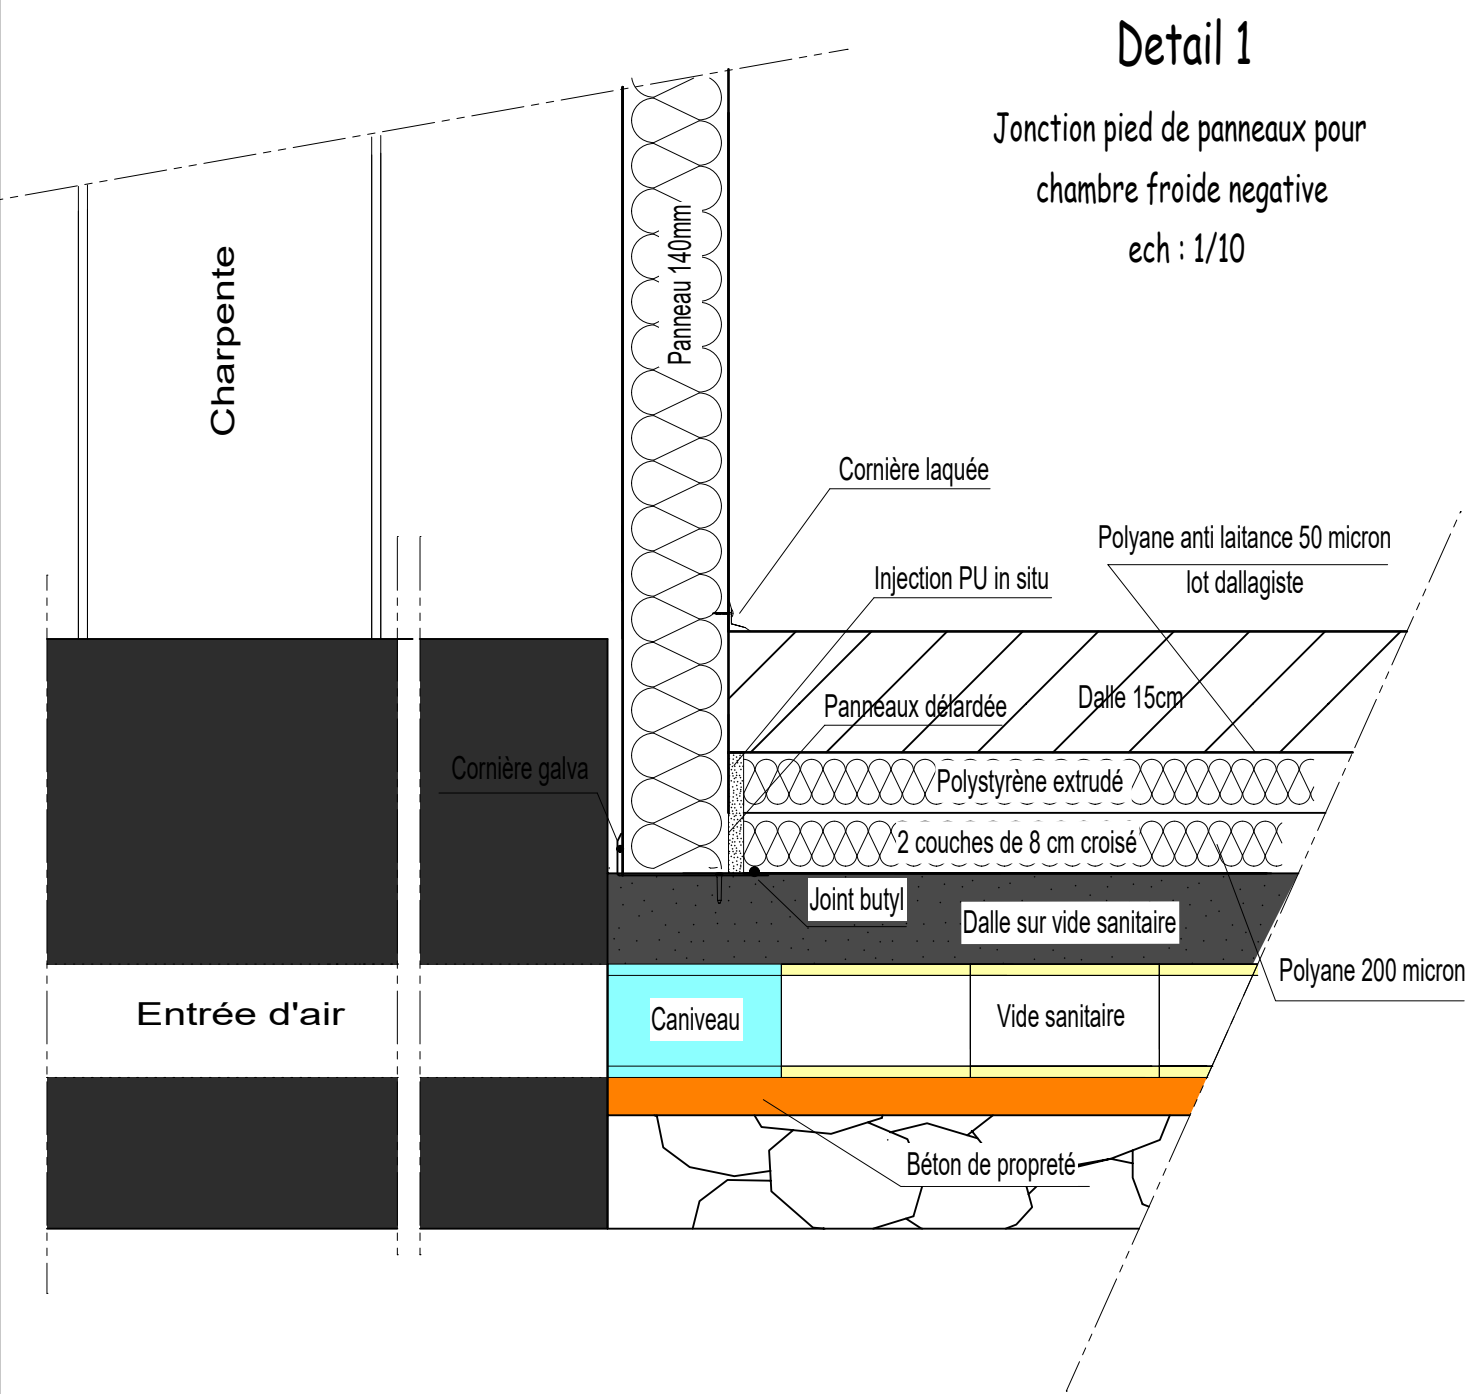 Detail 1
Jonction pied de panneaux pour
chambre froide negative
ech : 1/10
Charpente
Panneau 140mm
Cornière laquée
Polyane anti laitance 50 micron
lot dallagiste
Injection PU in situ
Dalle 15cm
Panneaux délardée
Cornière galva
Polystyrène extrudé
2 couches de 8 cm croisé
Joint butyl
Dalle sur vide sanitaire
Polyane 200 micron
Entrée d'air
Caniveau
Vide sanitaire
Béton de propreté